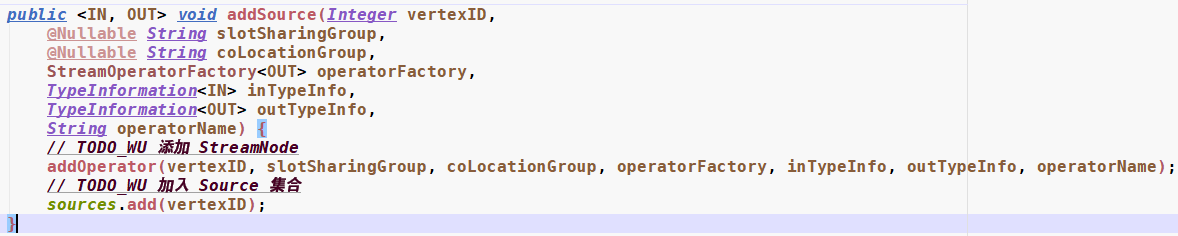 public <IN, OUT> void addSource(Integer vertexID,
@Nullable String slotSharingGroup,
@Nullable String coLocationGroup,
StreamOperatorFactory<OUT> operatorFactory,
TypeInformation<IN> inTypeInfo,
TypeInformation<OUT> outTypeInfo,
String operatorName) {
// TODO_WU 添加 StreamNode
addOperator(vertexID, slotSharingGroup, coLocationGroup, operatorFactory, inTypeInfo, outTypeInfo, operatorName);
// TODO_WU 加入 Source 集合
sources.add(vertexID);
}